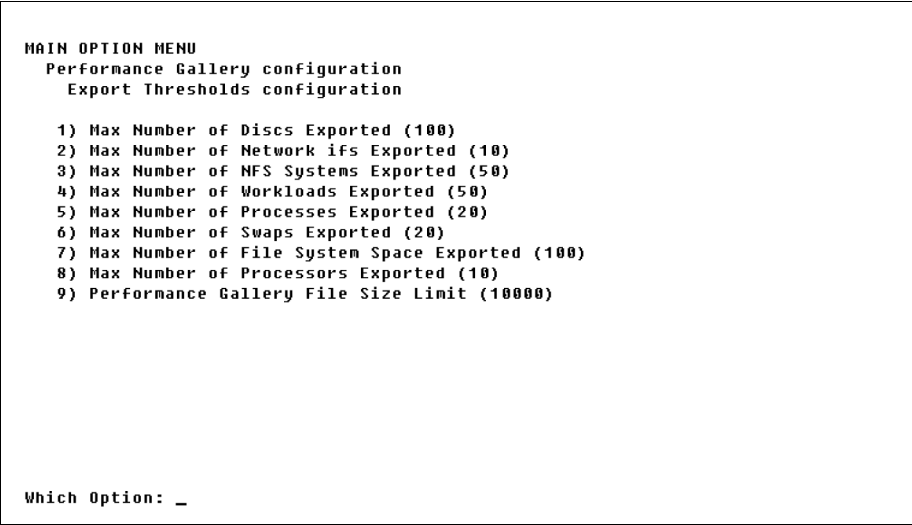 MAIN OPTION MENU
Performance Gallery configuration
Export Thresholds configuration
1) Max Number of Discs Exported (100)
2) Max Number of Network ifs Exported (10)
3) Max Number of NFS Systems Exported (50)
4) Max Number of Workloads Exported (50)
5) Max Number of Processes Exported (20)
6) Max Number of Swaps Exported (20)
7) Max Number of File System Space Exported (100)
8) Max Number of Processors Exported (10)
9) Performance Gallery File Size Limit (10000)
Which Option: _